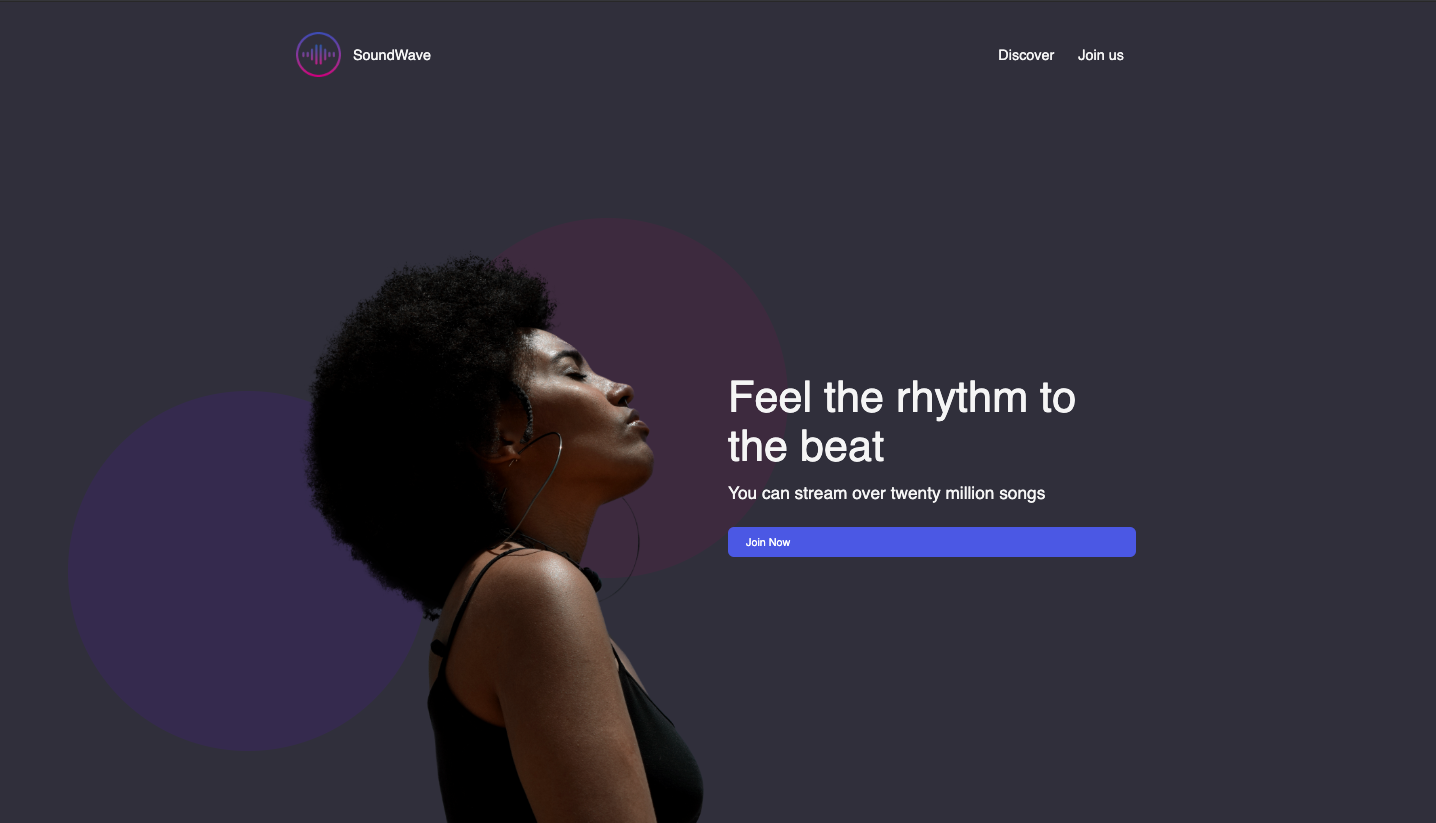 SoundWave
Discover
Join us
Feel the rhythm to
the beat
You can stream over twenty million songs
Join Now